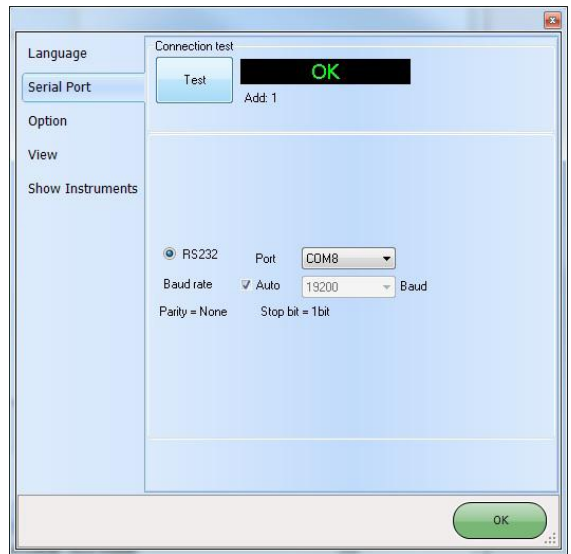 Language
Serial Port
Option
View
Show Instruments
Connection test
Test
OK
Add: 1
RS232 Port COM8
Baud rate Auto 19200 Baud
Parity = None Stop bit = 1bit
OK